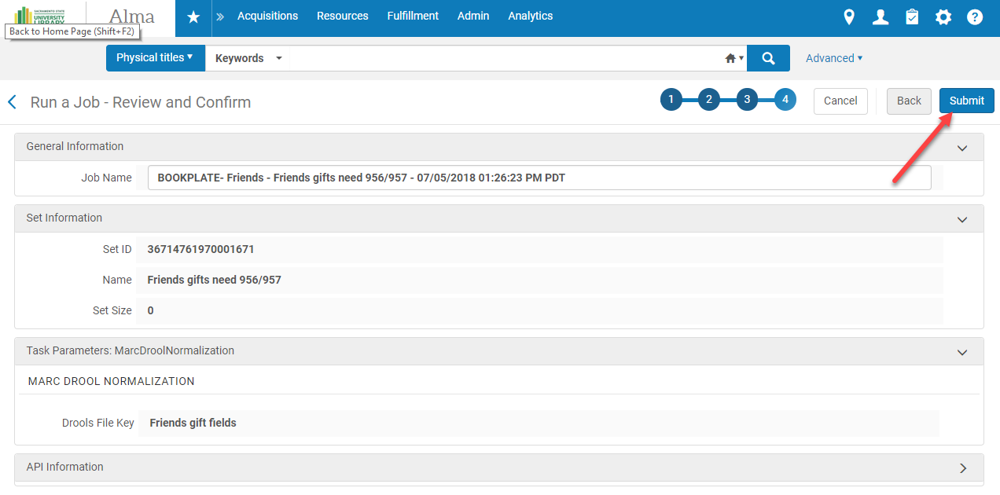 SACRAMENTO STATE
UNIVERSITY
LIBRARY
Alma
Acquisitions Resources Fulfillment Admin Analytics
Back to Home Page (Shift+F2)
Physical titles Keywords Advanced
Run a Job - Review and Confirm 1 2 3 4 Cancel Back Submit
General Information
Job Name BOOKPLATE- Friends - Friends gifts need 956/957 - 07/05/2018 01:26:23 PM PDT
Set Information
Set ID 36714761970001671
Name Friends gifts need 956/957
Set Size 0
Task Parameters: MarcDroolNormalization
MARC DROOL NORMALIZATION
Drools File Key Friends gift fields
API Information